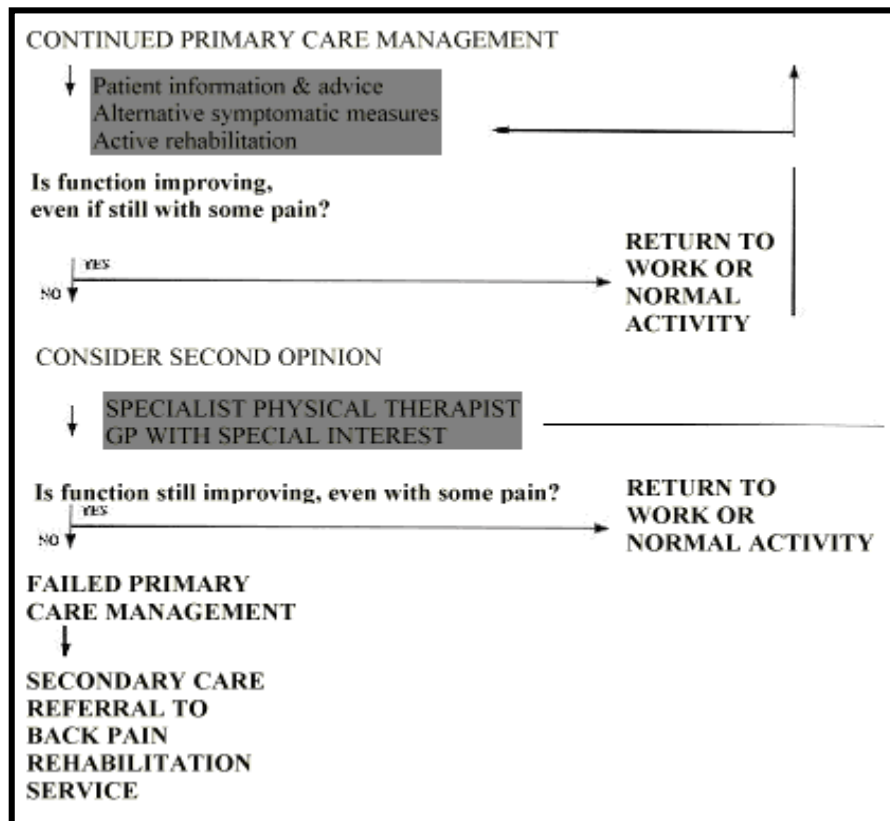 CONTINUED PRIMARY CARE MANAGEMENT
Patient information & advice
Alternative symptomatic measures
Active rehabilitation
Is function improving,
even if still with some pain?
YES
NO
RETURN TO
WORK OR
NORMAL
ACTIVITY
CONSIDER SECOND OPINION
SPECIALIST PHYSICAL THERAPIST
GP WITH SPECIAL INTEREST
Is function still improving, even with some pain?
YES
NO
RETURN TO
WORK OR
NORMAL ACTIVITY
FAILED PRIMARY
CARE MANAGEMENT
SECONDARY CARE
REFERRAL TO
BACK PAIN
REHABILITATION
SERVICE